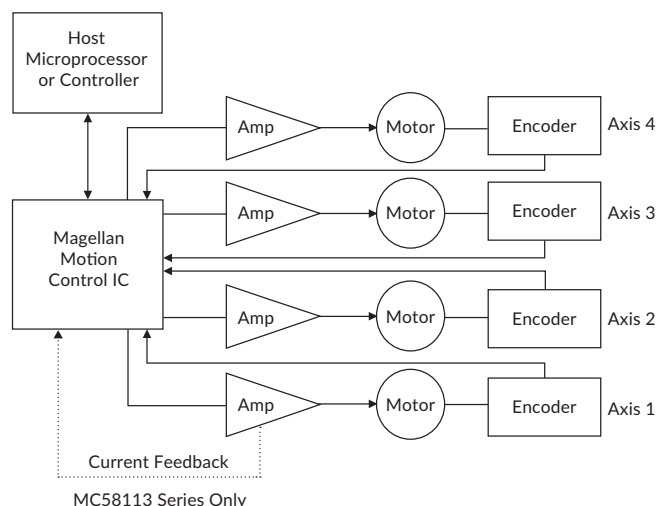 Host
Microprocessor
or Controller
Amp
Motor
Encoder
Axis 4
Amp
Motor
Encoder
Axis 3
Magellan
Motion
Control IC
Amp
Motor
Encoder
Axis 2
Amp
Motor
Encoder
Axis 1
Current Feedback
MC58113 Series Only